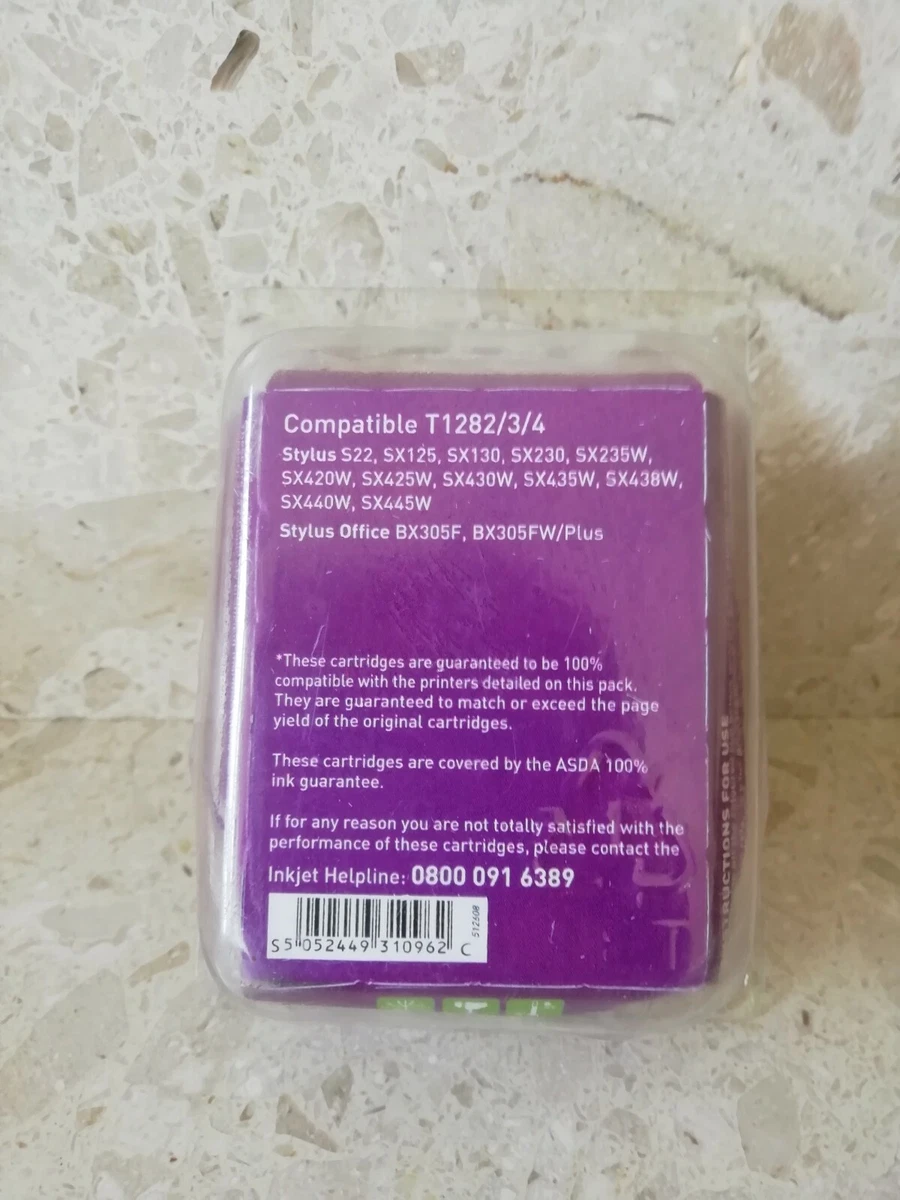 Compatible T1282/3/4
Stylus S22, SX125, SX130, SX230, SX235W,
SX420W, SX425W, SX430W, SX435W, SX438W,
SX440W, SX445W
Stylus Office BX305F, BX305FW/Plus
*These cartridges are guaranteed to be 100%
compatible with the printers detailed on this pack.
They are guaranteed to match or exceed the page
yield of the original cartridges.
These cartridges are covered by the ASDA 100%
ink guarantee.
If for any reason you are not totally satisfied with the
performance of these cartridges, please contact the
Inkjet Helpline: 0800 091 6389
512608
S 5 052449 310962 C
FOR USE